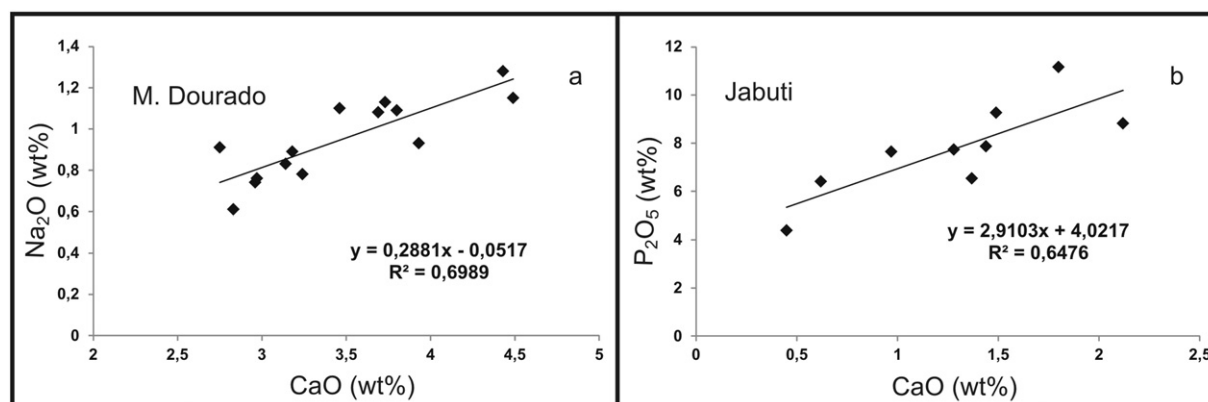 a
M. Dourado
Na₂O (wt%)
1,4
1,2
1
0,8
0,6
0,4
0,2
0
y = 0,2881x - 0,0517
R² = 0,6989
2 2,5 3 3,5 4 4,5 5
CaO (wt%)
b
Jabuti
P₂O₅ (wt%)
12
10
8
6
4
2
0
y = 2,9103x + 4,0217
R² = 0,6476
0 0,5 1 1,5 2 2,5
CaO (wt%)